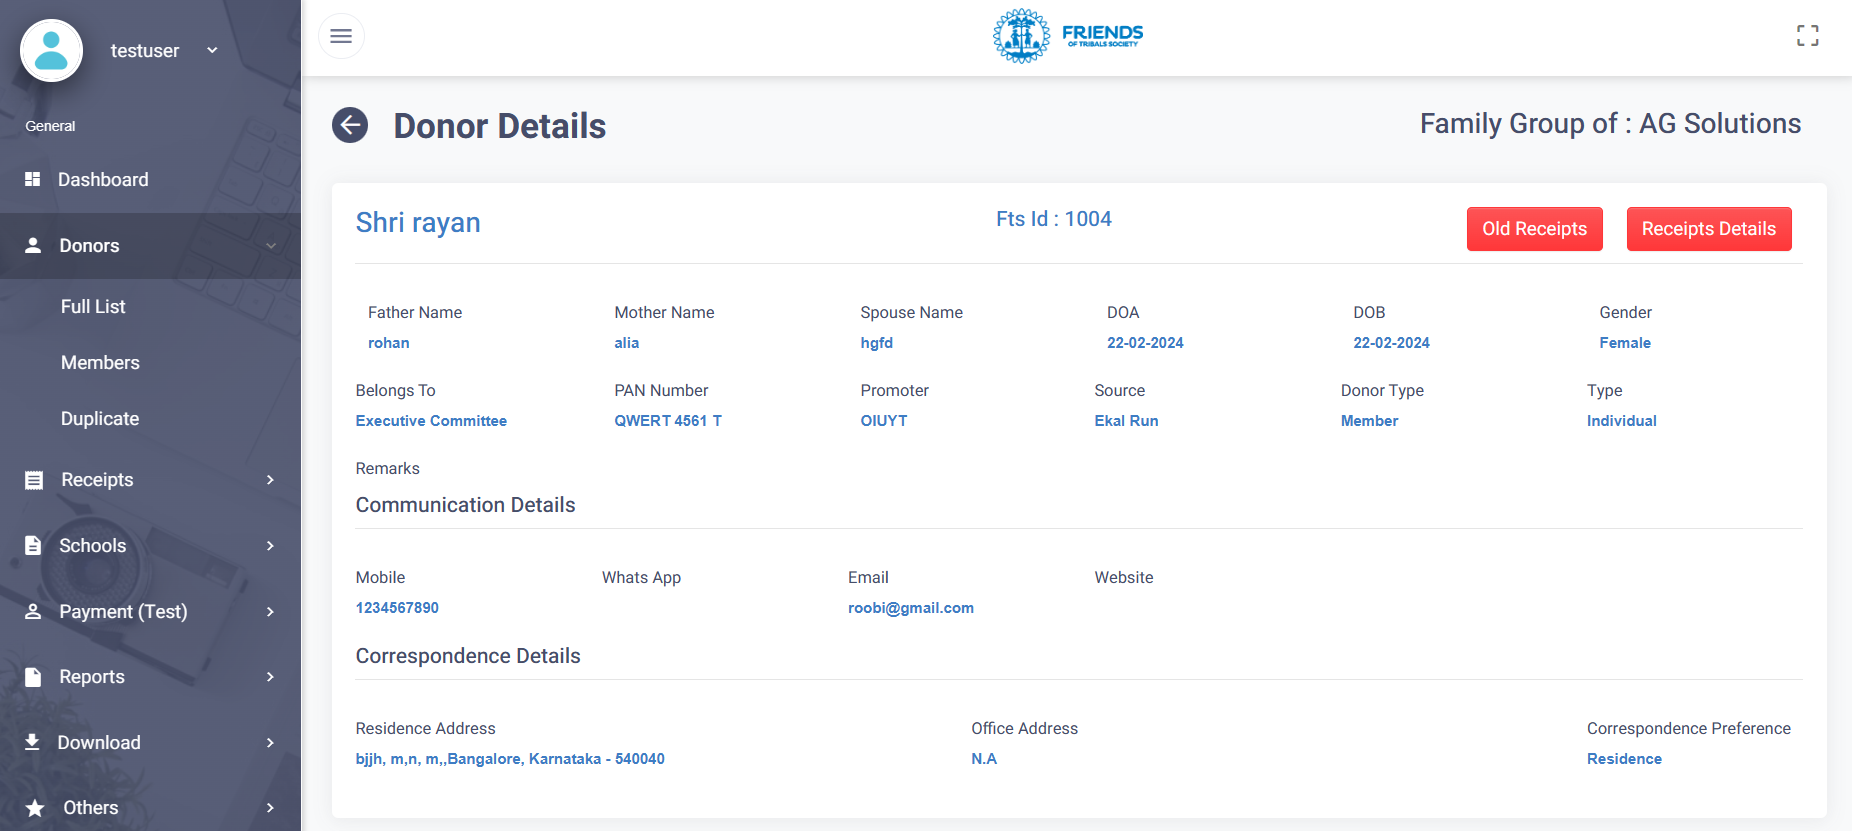 testuser
General
Dashboard
Donors
Full List
Members
Duplicate
Receipts
Schools
Payment (Test)
Reports
Download
Others
FRIENDS
OF TRIBALS SOCIETY
Donor Details
Family Group of : AG Solutions
Shri rayan
Fts Id : 1004
Old Receipts
Receipts Details
Father Name Mother Name Spouse Name DOA DOB Gender
rohan alia hgfd 22-02-2024 22-02-2024 Female
Belongs To PAN Number Promoter Source Donor Type Type
Executive Committee QWERT 4561 T OIUYT Ekal Run Member Individual
Remarks
Communication Details
Mobile Whats App Email Website
1234567890 roobi@gmail.com
Correspondence Details
Residence Address Office Address Correspondence Preference
bjjh, m,n, m,,Bangalore, Karnataka - 540040 N.A Residence